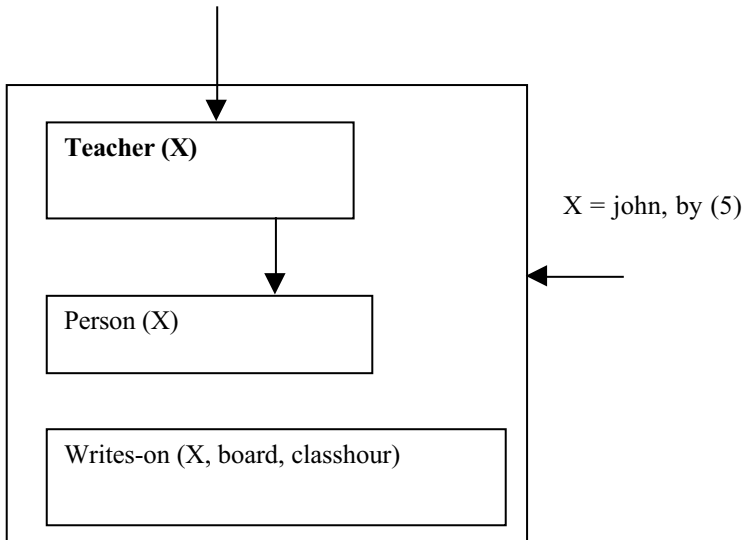 Teacher (X)
X = john, by (5)
Person (X)
Writes-on (X, board, classhour)